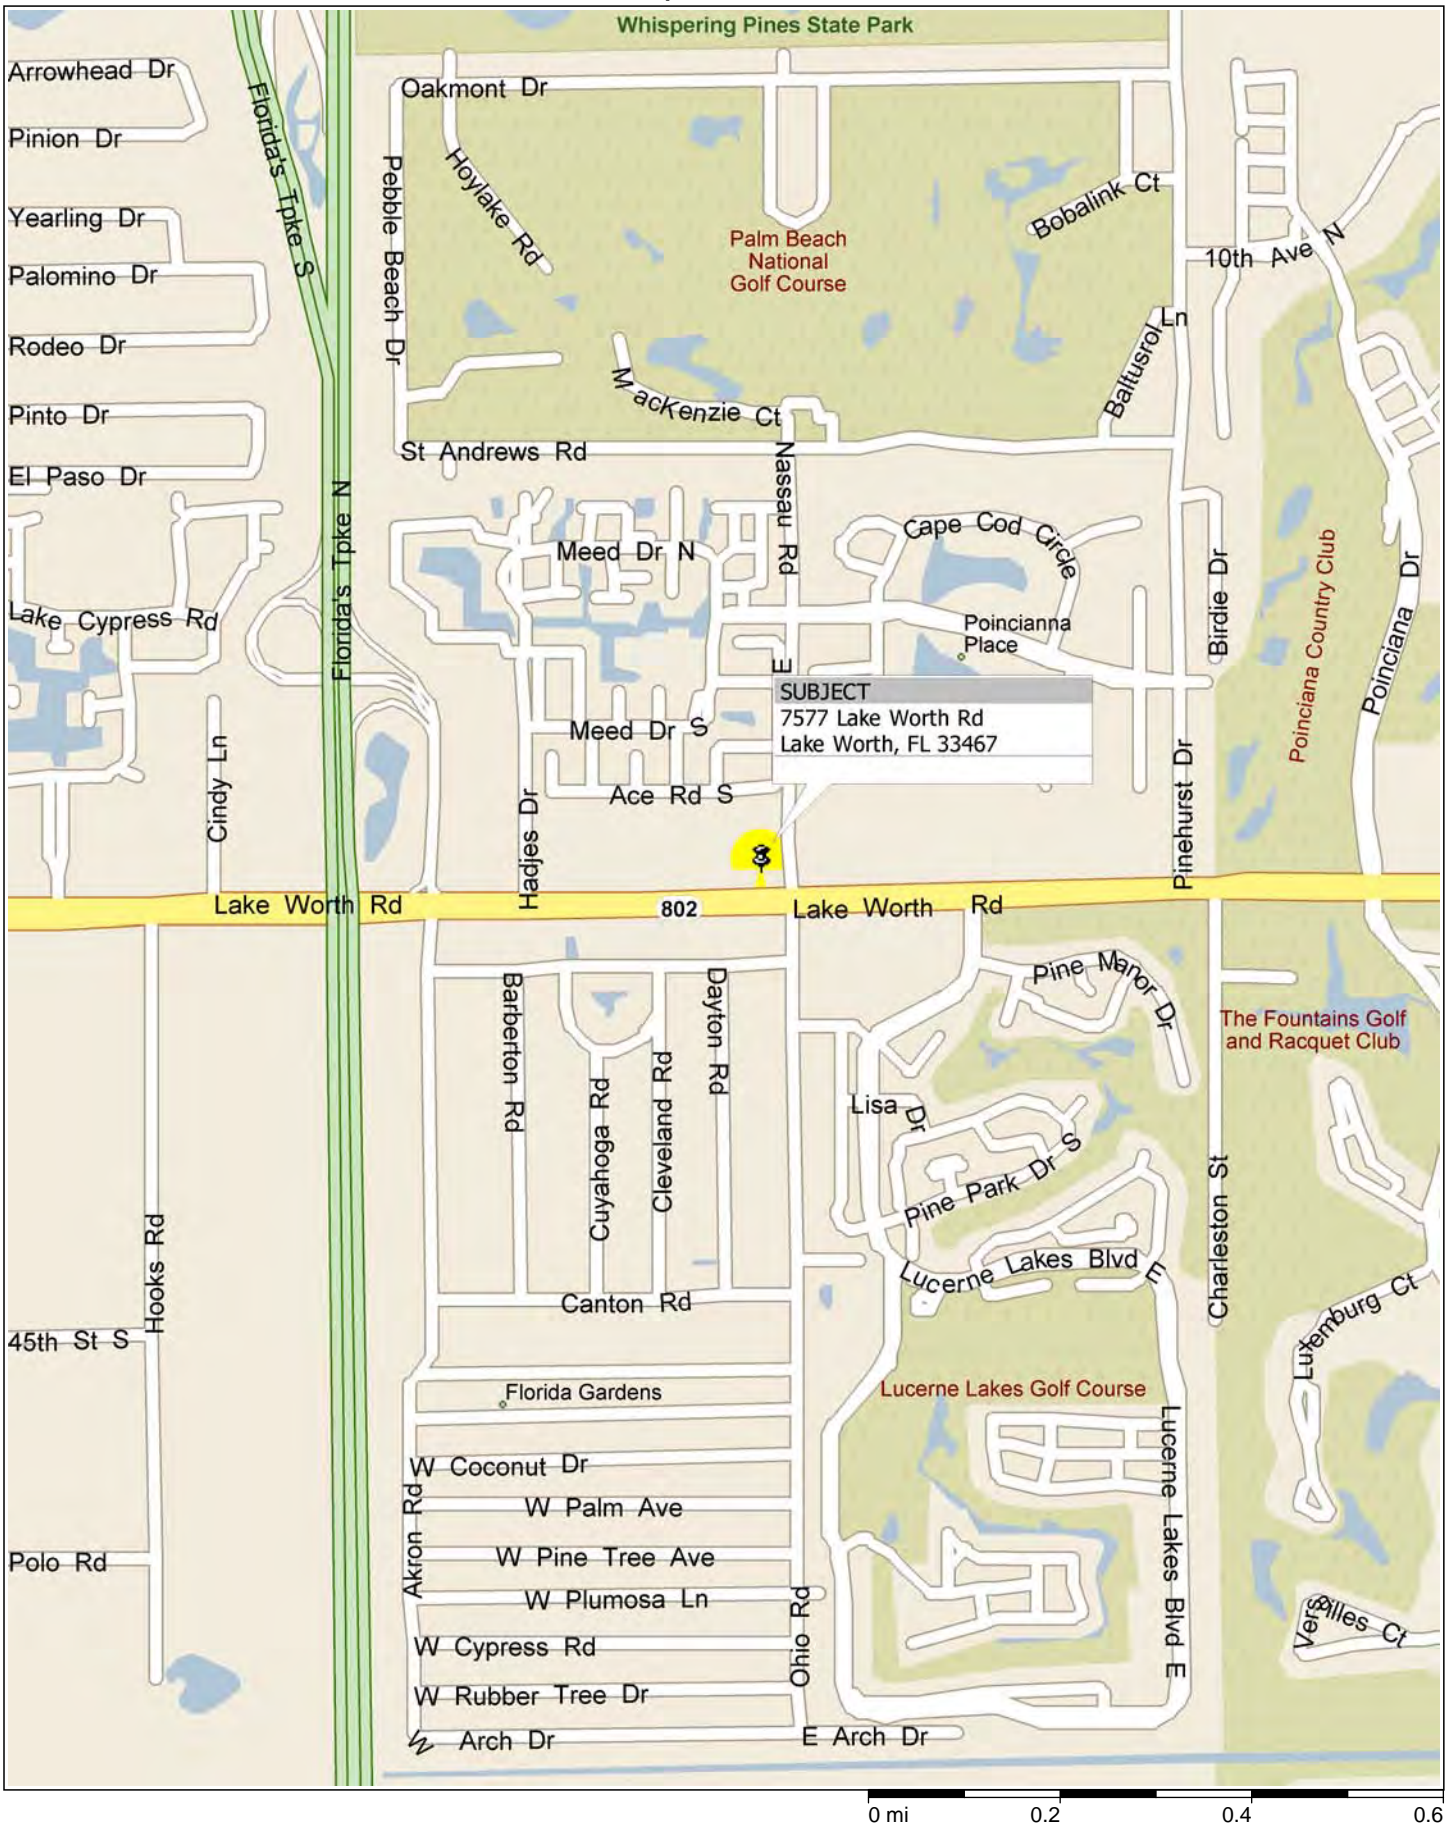 Whispering Pines State Park
Arrowhead Dr
Oakmont Dr
Florida's Tpke S
Pinion Dr
Pebble Beach Dr
Hoylake Rd
Bobalink Ct
Yearling Dr
Palm Beach
National
Golf Course
10th Ave N
Palomino Dr
Rodeo Dr
Baltusrol Ln
MacKenzie Ct
Pinto Dr
St Andrews Rd
El Paso Dr
Nassau Rd
E
Florida's Tpke N
Meed Dr N
Cape Cod Circle
Birdie Dr
Poinciana Country Club
Poinciana Dr
Lake Cypress Rd
Poincianna
Place
SUBJECT
7577 Lake Worth Rd
Lake Worth, FL 33467
Meed Dr S
Cindy Ln
Hapjes Dr
Ace Rd S
Pinehurst Dr
Lake Worth Rd
802
Lake Worth Rd
Barberton Rd
Dayton Rd
Pine Manor Dr
The Fountains Golf
and Racquet Club
Cuyahoga Rd
Cleveland Rd
Lisa Dr
Pine Park Dr S
Charleston St
Hooks Rd
Lucerne Lakes Blvd E
Canton Rd
Luxemburg Ct
45th St S
Florida Gardens
Lucerne Lakes Golf Course
Lucerne Lakes Blvd E
W Coconut Dr
Akron Rd
W Palm Ave
W Pine Tree Ave
Polo Rd
W Plumosa Ln
Ohio Rd
Versailles Ct
W Cypress Rd
W Rubber Tree Dr
W Arch Dr
E Arch Dr
0 mi 0.2 0.4 0.6